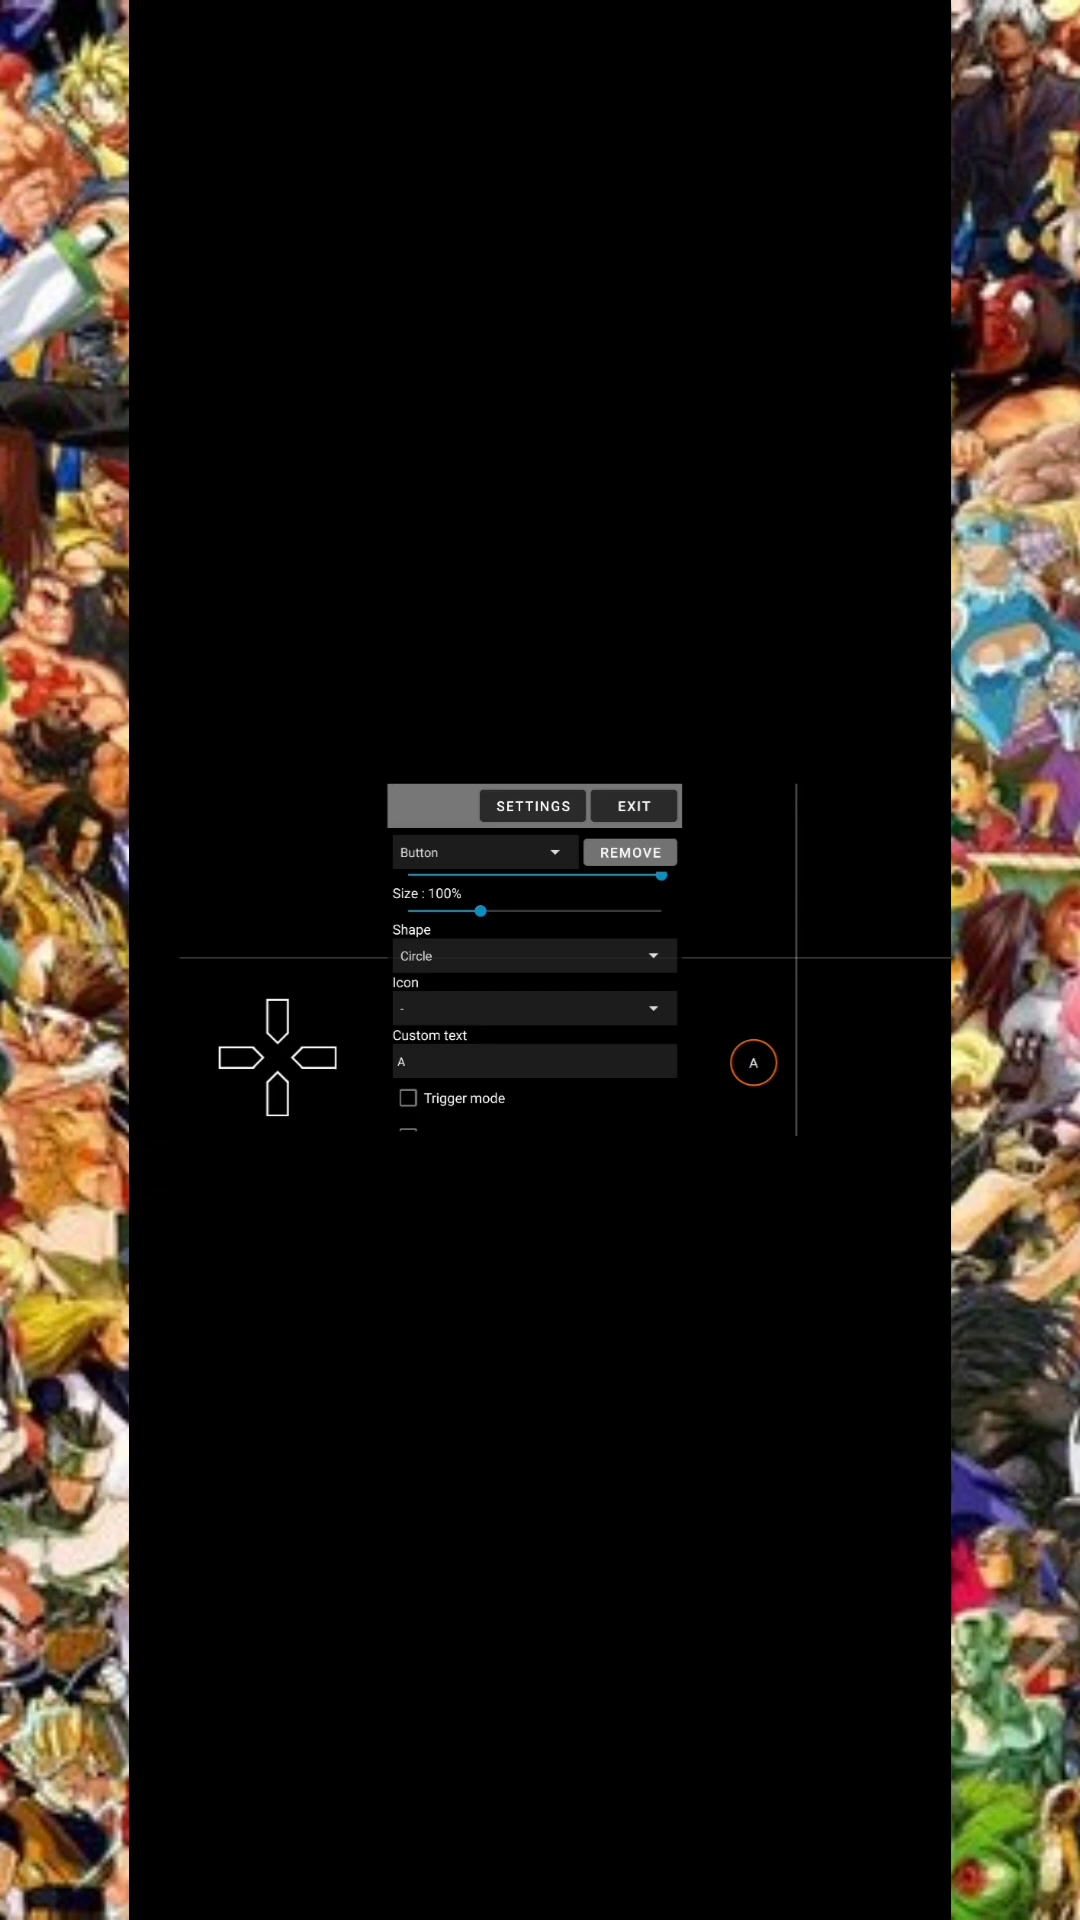 SETTINGS EXIT
Button REMOVE
Size : 100%
Shape
Circle
Icon
-
Custom text
A
A
Trigger mode